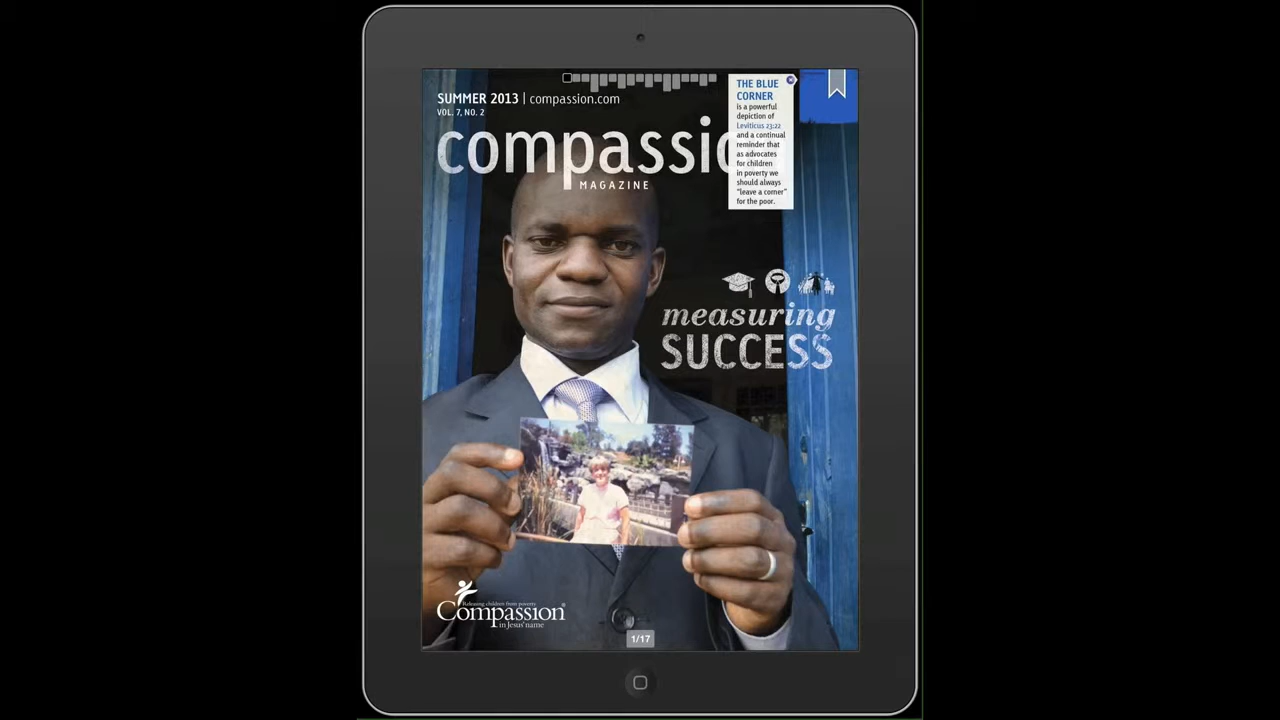 SUMMER 2013 | compassion.com
VOL. 7, NO. 2
compassio
MAGAZINE
THE BLUE
CORNER
is a powerful
depiction of
Leviticus 23:22
and a continual
reminder that
as advocates
for children
in poverty we
should always
"leave a corner"
for the poor.
measuring
SUCCESS
Releasing children from poverty
Compassion®
in Jesus' name
1/17